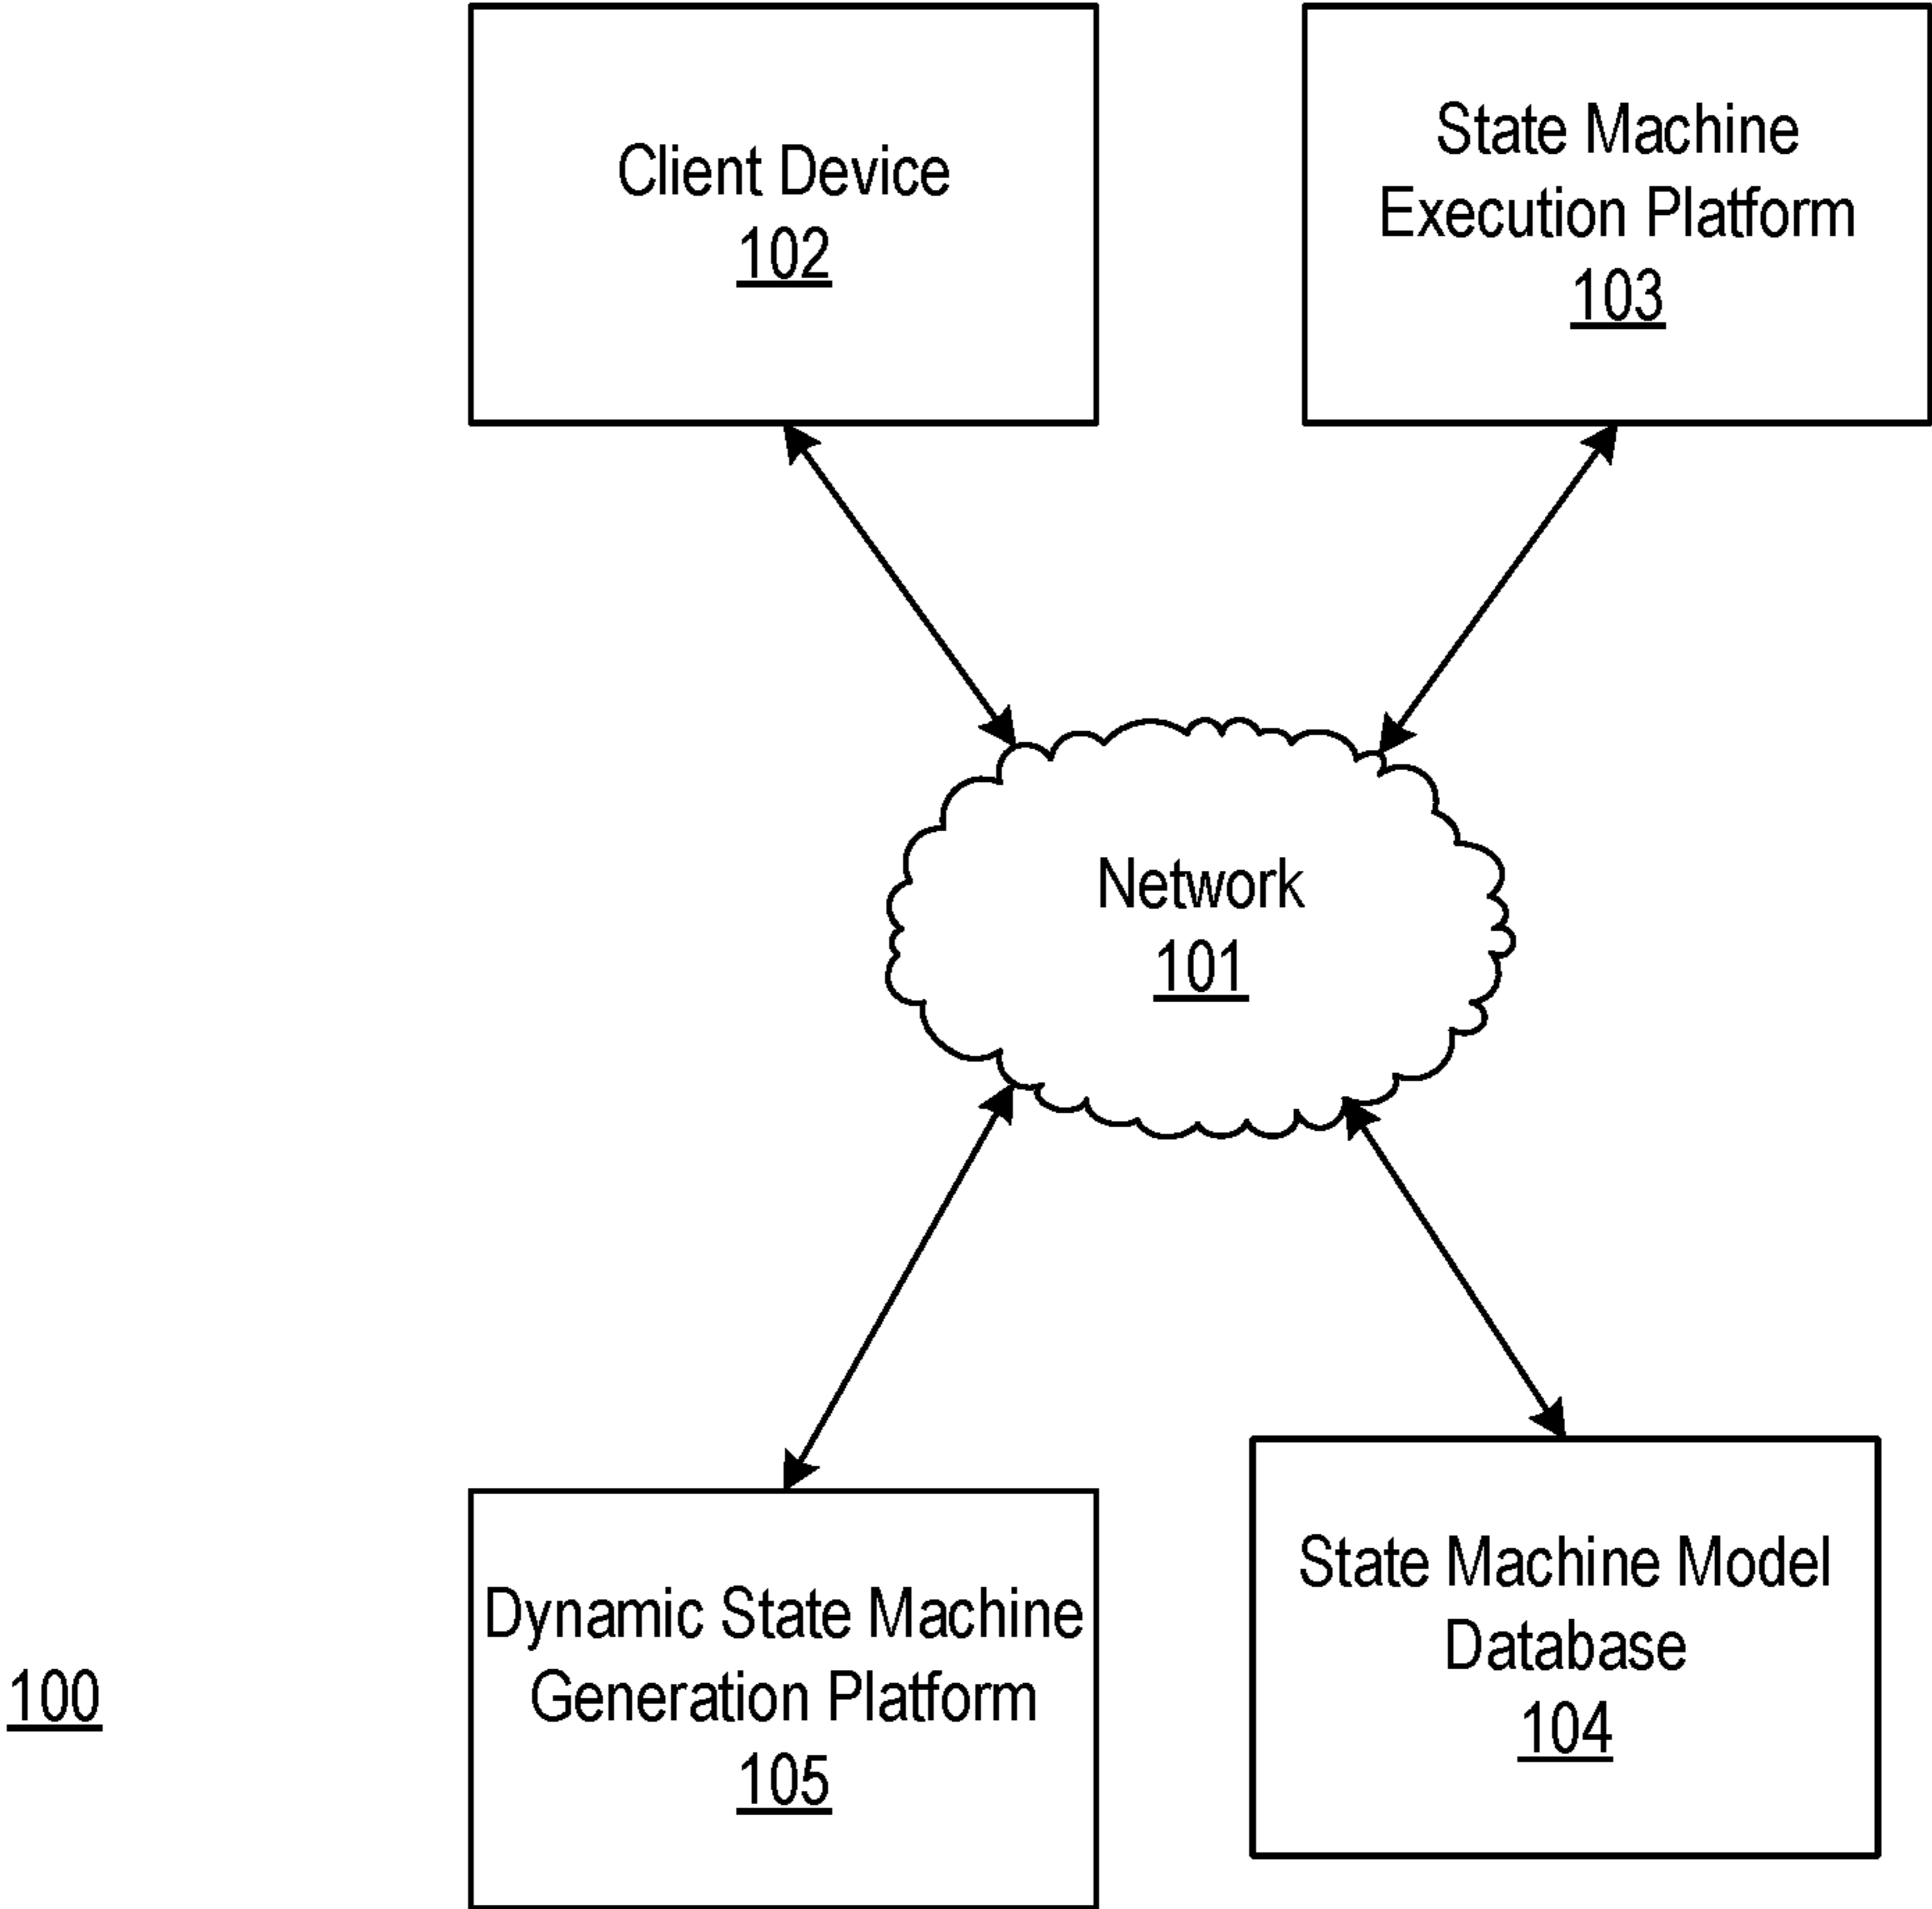 Client Device
102
State Machine
Execution Platform
103
Network
101
Dynamic State Machine
Generation Platform
105
State Machine Model
Database
104
100